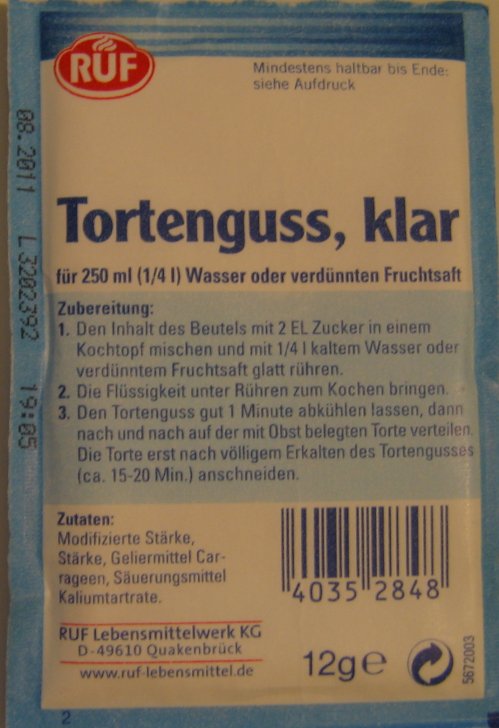 RUF
Mindestens haltbar bis Ende:
siehe Aufdruck
08.2011 L3202392 19:05
Tortenguss, klar
für 250 ml (1/4 l) Wasser oder verdünnten Fruchtsaft
Zubereitung:
1. Den Inhalt des Beutels mit 2 EL Zucker in einem
Kochtopf mischen und mit 1/4 l kaltem Wasser oder
verdünntem Fruchtsaft glatt rühren.
2. Die Flüssigkeit unter Rühren zum Kochen bringen.
3. Den Tortenguss gut 1 Minute abkühlen lassen, dann
nach und nach auf der mit Obst belegten Torte verteilen.
Die Torte erst nach völligem Erkalten des Tortengusses
(ca. 15-20 Min.) anschneiden.
Zutaten:
Modifizierte Stärke,
Stärke, Geliermittel Car-
rageen, Säuerungsmittel
Kaliumtartrate.
4035 2848
RUF Lebensmittelwerk KG
D-49610 Quakenbrück
www.ruf-lebensmittel.de
12g℮
5672003
2